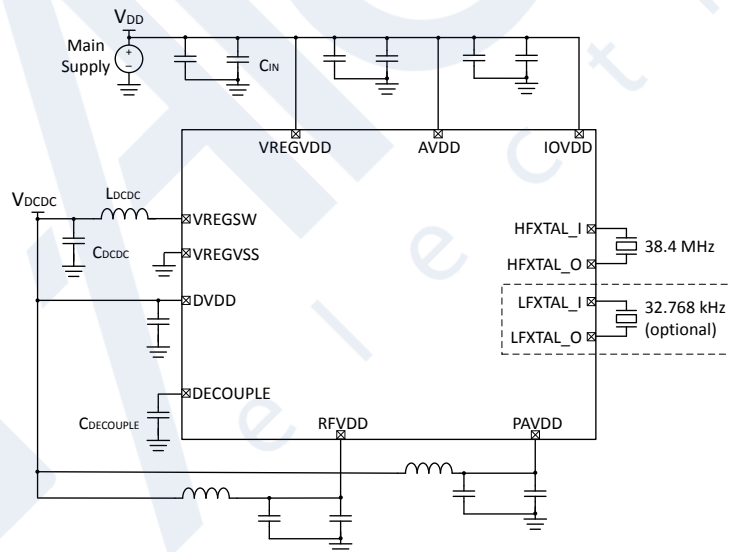 VDD
Main
Supply
+
−
CIN
VREGVDD
AVDD
IOVDD
VDCDC
LDCDC
CDCDC
VREGSW
VREGVSS
DVDD
DECOUPLE
CDECOUPLE
RFVDD
PAVDD
HFXTAL_I
HFXTAL_O
38.4 MHz
LFXTAL_I
LFXTAL_O
32.768 kHz
(optional)